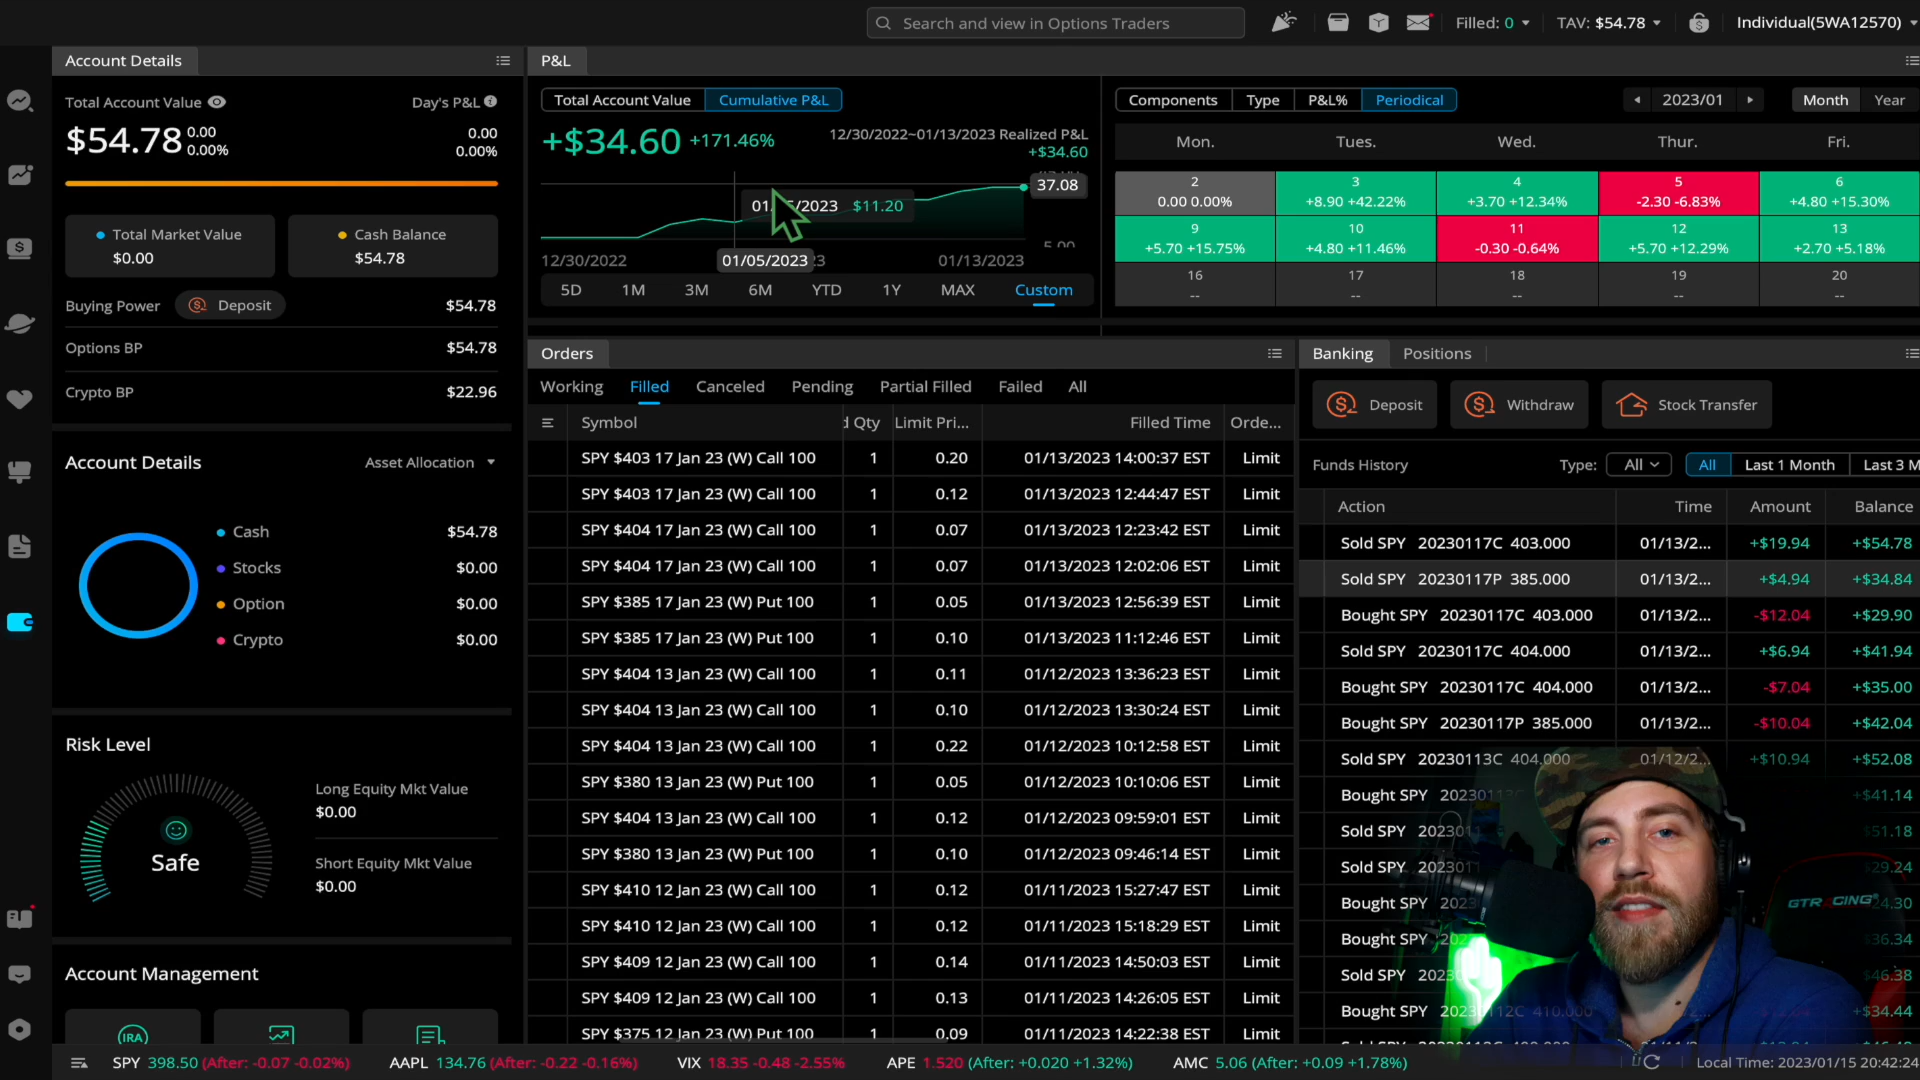 Search and view in Options Traders
Filled: 0
TAV: $54.78
Individual(5WA12570)
Account Details
Total Account Value
Day's P&L
$54.78
0.00
0.00%
0.00
0.00%
Total Market Value
$0.00
Cash Balance
$54.78
Buying Power
Deposit
$54.78
Options BP
$54.78
Crypto BP
$22.96
Account Details
Asset Allocation
Cash
$54.78
Stocks
$0.00
Option
$0.00
Crypto
$0.00
Risk Level
Safe
Long Equity Mkt Value
$0.00
Short Equity Mkt Value
$0.00
Account Management
IRA
P&L
Total Account Value
Cumulative P&L
+$34.60 +171.46%
12/30/2022~01/13/2023 Realized P&L
+$34.60
37.08
$11.20
5.00
12/30/2022
01/05/2023
01/13/2023
5D 1M 3M 6M YTD 1Y MAX Custom
Components Type P&L% Periodical
2023/01
Month Year
Mon. Tues. Wed. Thur. Fri.
2 3 4 5 6
0.00 0.00% +8.90 +42.22% +3.70 +12.34% -2.30 -6.83% +4.80 +15.30%
9 10 11 12 13
+5.70 +15.75% +4.80 +11.46% -0.30 -0.64% +5.70 +12.29% +2.70 +5.18%
16 17 18 19 20
-- -- -- -- --
Orders
Working Filled Canceled Pending Partial Filled Failed All
Symbol d Qty Limit Pri... Filled Time Orde...
SPY $403 17 Jan 23 (W) Call 100 1 0.20 01/13/2023 14:00:37 EST Limit
SPY $403 17 Jan 23 (W) Call 100 1 0.12 01/13/2023 12:44:47 EST Limit
SPY $404 17 Jan 23 (W) Call 100 1 0.07 01/13/2023 12:23:42 EST Limit
SPY $404 17 Jan 23 (W) Call 100 1 0.07 01/13/2023 12:02:06 EST Limit
SPY $385 17 Jan 23 (W) Put 100 1 0.05 01/13/2023 12:56:39 EST Limit
SPY $385 17 Jan 23 (W) Put 100 1 0.10 01/13/2023 11:12:46 EST Limit
SPY $404 13 Jan 23 (W) Call 100 1 0.11 01/12/2023 13:36:23 EST Limit
SPY $404 13 Jan 23 (W) Call 100 1 0.10 01/12/2023 13:30:24 EST Limit
SPY $404 13 Jan 23 (W) Call 100 1 0.22 01/12/2023 10:12:58 EST Limit
SPY $380 13 Jan 23 (W) Put 100 1 0.05 01/12/2023 10:10:06 EST Limit
SPY $404 13 Jan 23 (W) Call 100 1 0.12 01/12/2023 09:59:01 EST Limit
SPY $380 13 Jan 23 (W) Put 100 1 0.10 01/12/2023 09:46:14 EST Limit
SPY $410 12 Jan 23 (W) Call 100 1 0.12 01/11/2023 15:27:47 EST Limit
SPY $410 12 Jan 23 (W) Call 100 1 0.12 01/11/2023 15:18:29 EST Limit
SPY $409 12 Jan 23 (W) Call 100 1 0.14 01/11/2023 14:50:03 EST Limit
SPY $409 12 Jan 23 (W) Call 100 1 0.13 01/11/2023 14:26:05 EST Limit
SPY $375 12 Jan 23 (W) Put 100 1 0.09 01/11/2023 14:22:38 EST Limit
Banking Positions
Deposit Withdraw Stock Transfer
Funds History Type: All All Last 1 Month Last 3 M
Action Time Amount Balance
Sold SPY 20230117C 403.000 01/13/2... +$19.94 +$54.78
Sold SPY 20230117P 385.000 01/13/2... +$4.94 +$34.84
Bought SPY 20230117C 403.000 01/13/2... -$12.04 +$29.90
Sold SPY 20230117C 404.000 01/13/2... +$6.94 +$41.94
Bought SPY 20230117C 404.000 01/13/2... -$7.04 +$35.00
Bought SPY 20230117P 385.000 01/13/2... -$10.04 +$42.04
Sold SPY 20230113C 404.000 01/12/2... +$10.94 +$52.08
Bought SPY +$41.14
Sold SPY
Sold SPY
Bought SPY
Bought SPY
Sold SPY
Bought SPY +$34.44
GTRACING
SPY 398.50 (After: -0.07 -0.02%) AAPL 134.76 (After: -0.22 -0.16%) VIX 18.35 -0.48 -2.55% APE 1.520 (After: +0.020 +1.32%) AMC 5.06 (After: +0.09 +1.78%) Local Time: 2023/01/15 20:42:24